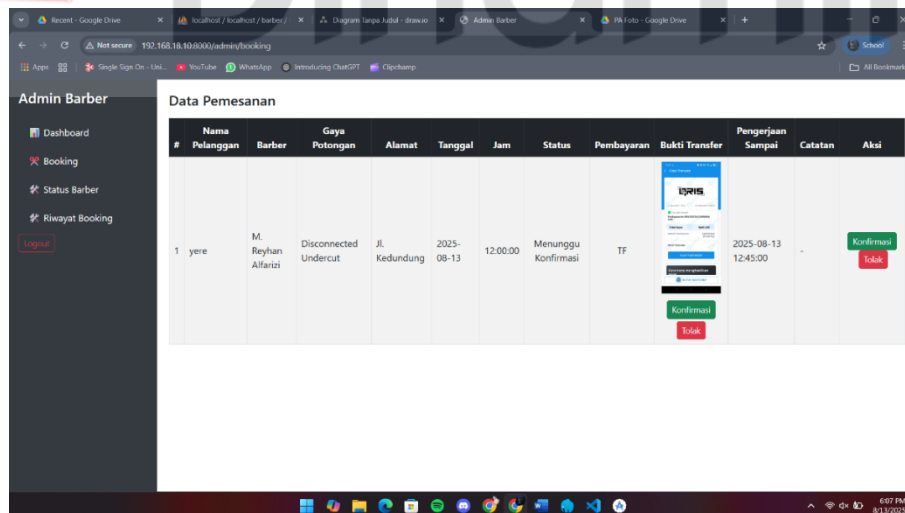 Recent - Google Drive
localhost / localhost / barber /
Diagram Tanpa Judul - draw.io
Admin Barber
PA Foto - Google Drive
Not secure
192.168.18.10:8000/admin/booking
School
Apps
Single Sign On - Uni...
YouTube
WhatsApp
Introducing ChatGPT
Clipchamp
All Bookmark
Admin Barber
Dashboard
Booking
Status Barber
Riwayat Booking
Logout
Data Pemesanan
# Nama Pelanggan Barber Gaya Potongan Alamat Tanggal Jam Status Pembayaran Bukti Transfer Pengerjaan Sampai Catatan Aksi
1 yere M. Reyhan Alfarizi Disconnected Undercut Jl. Kedundung 2025-08-13 12:00:00 Menunggu Konfirmasi TF
QRIS
Konfirmasi
Tolak
2025-08-13 12:45:00
-
Konfirmasi
Tolak
6:07 PM
8/13/2025